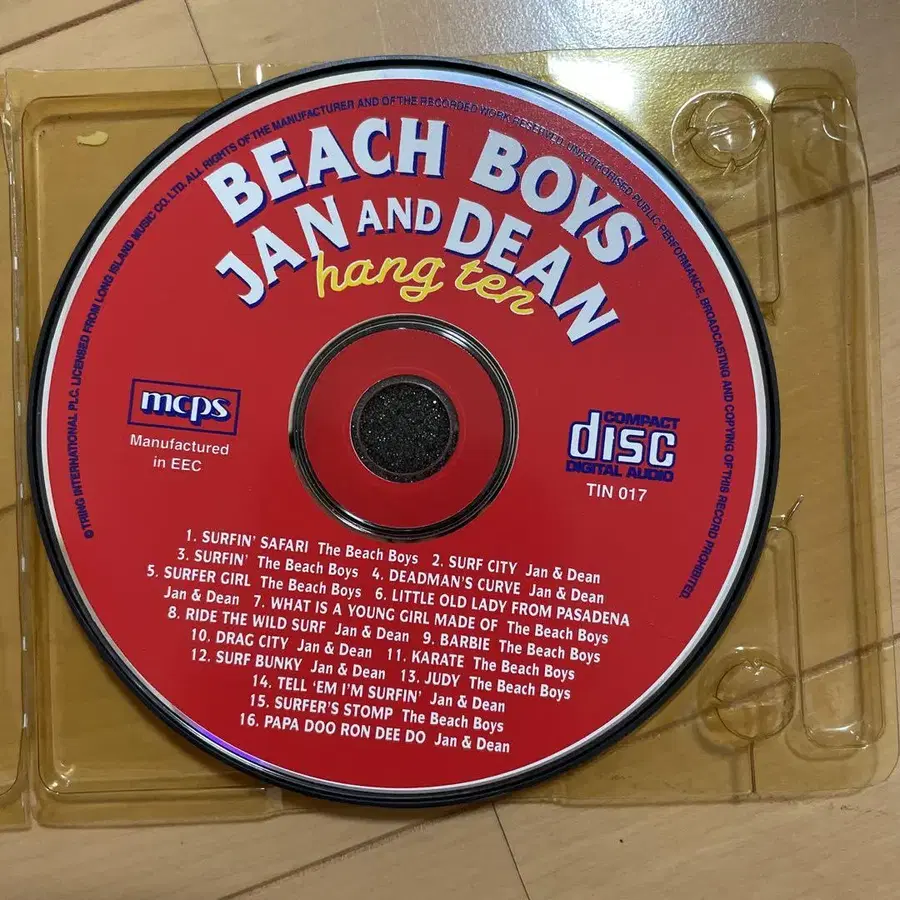 © TRING INTERNATIONAL PLC. LICENSED FROM LONG ISLAND MUSIC CO. LTD. ALL RIGHTS OF THE MANUFACTURER AND OF THE RECORDED WORK RESERVED. UNAUTHORISED PUBLIC PERFORMANCE, BROADCASTING AND COPYING OF THIS RECORD PROHIBITED.
BEACH BOYS
JAN AND DEAN
hang ten
mcps
Manufactured
in EEC
COMPACT
disc
DIGITAL AUDIO
TIN 017
1. SURFIN' SAFARI The Beach Boys 2. SURF CITY Jan & Dean
3. SURFIN' The Beach Boys 4. DEADMAN'S CURVE Jan & Dean
5. SURFER GIRL The Beach Boys 6. LITTLE OLD LADY FROM PASADENA
Jan & Dean 7. WHAT IS A YOUNG GIRL MADE OF The Beach Boys
8. RIDE THE WILD SURF Jan & Dean 9. BARBIE The Beach Boys
10. DRAG CITY Jan & Dean 11. KARATE The Beach Boys
12. SURF BUNKY Jan & Dean 13. JUDY The Beach Boys
14. TELL 'EM I'M SURFIN' Jan & Dean
15. SURFER'S STOMP The Beach Boys
16. PAPA DOO RON DEE DO Jan & Dean